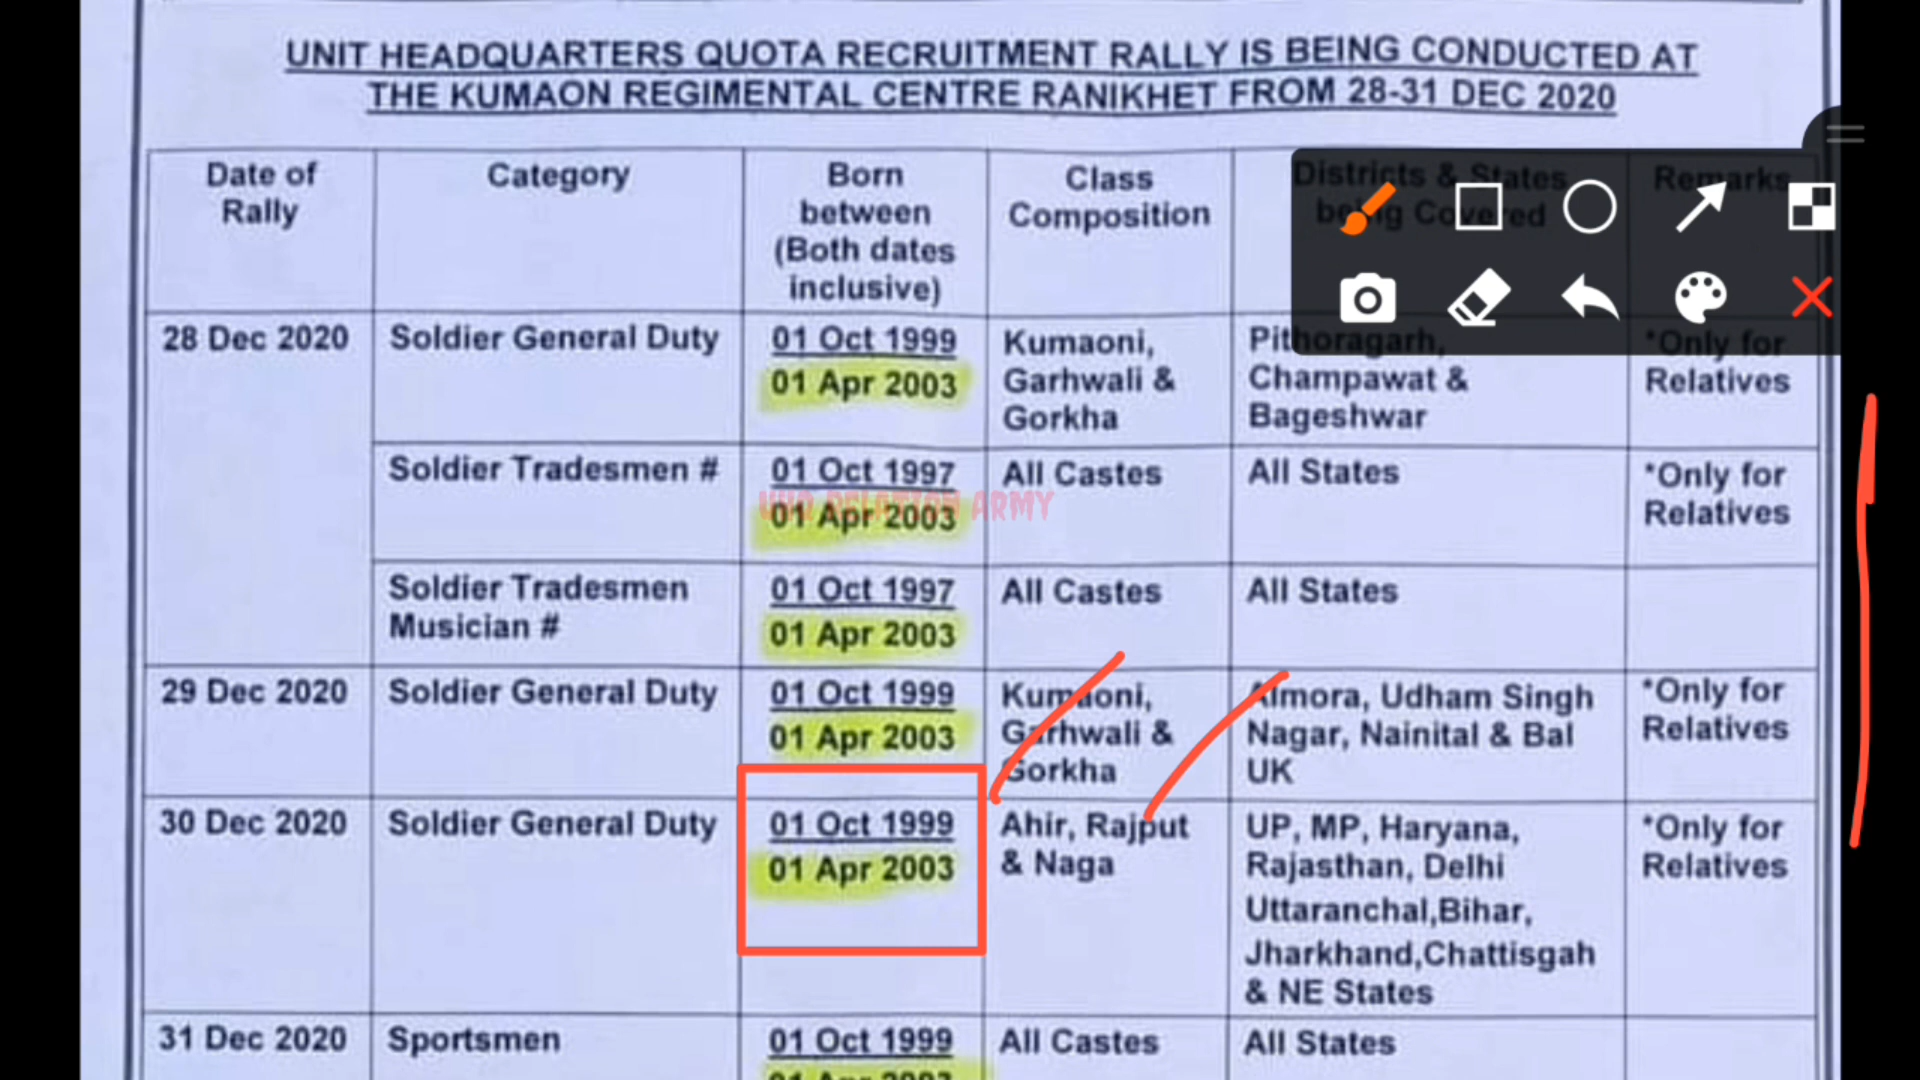 UNIT HEADQUARTERS QUOTA RECRUITMENT RALLY IS BEING CONDUCTED AT
THE KUMAON REGIMENTAL CENTRE RANIKHET FROM 28-31 DEC 2020
Date of
Rally
Category
Born
between
(Both dates
inclusive)
Class
Composition
Districts & States
being Covered
Remarks
28 Dec 2020
Soldier General Duty
01 Oct 1999
01 Apr 2003
Kumaoni,
Garhwali &
Gorkha
Pithoragarh,
Champawat &
Bageshwar
*Only for
Relatives
Soldier Tradesmen #
01 Oct 1997
01 Apr 2003
All Castes
All States
*Only for
Relatives
UHQ RELATION ARMY
Soldier Tradesmen
Musician #
01 Oct 1997
01 Apr 2003
All Castes
All States
29 Dec 2020
Soldier General Duty
01 Oct 1999
01 Apr 2003
Kumaoni,
Garhwali &
Gorkha
Almora, Udham Singh
Nagar, Nainital & Bal
UK
*Only for
Relatives
30 Dec 2020
Soldier General Duty
01 Oct 1999
01 Apr 2003
Ahir, Rajput
& Naga
UP, MP, Haryana,
Rajasthan, Delhi
Uttaranchal,Bihar,
Jharkhand,Chattisgah
& NE States
*Only for
Relatives
31 Dec 2020
Sportsmen
01 Oct 1999
All Castes
All States